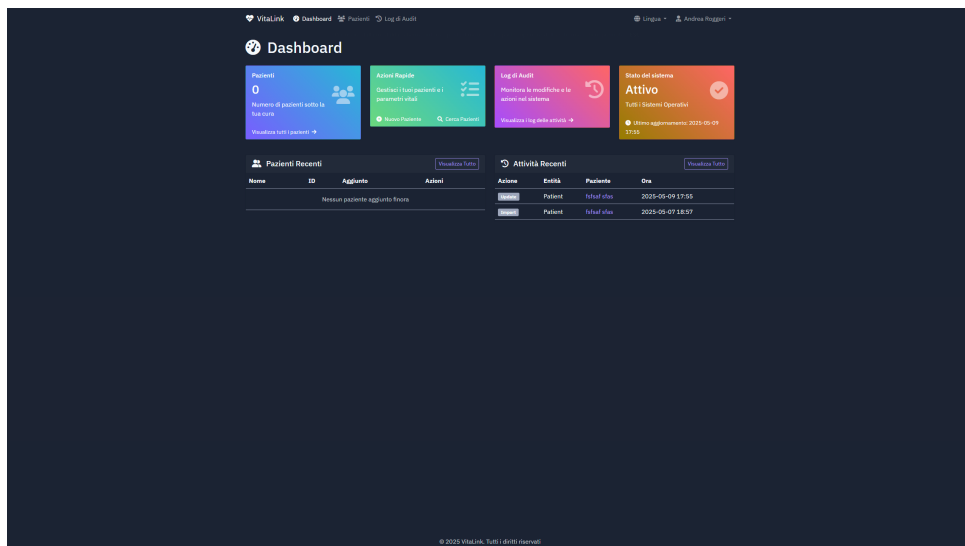 VitaLink Dashboard Pazienti Log di Audit Lingua Andrea Roggeri
Dashboard
Pazienti
0
Numero di pazienti sotto la
tua cura
Visualizza tutti i pazienti →
Azioni Rapide
Gestisci i tuoi pazienti e i
parametri vitali
Nuovo Paziente Cerca Pazienti
Log di Audit
Monitora le modifiche e le
azioni nel sistema
Visualizza i log delle attività →
Stato del sistema
Attivo
Tutti i Sistemi Operativi
Ultimo aggiornamento: 2025-05-09
17:55
Pazienti Recenti Visualizza Tutto
Nome ID Aggiunto Azioni
Nessun paziente aggiunto finora
Attività Recenti Visualizza Tutto
Azione Entità Paziente Ora
Update Patient 2025-05-09 17:55
Patient 2025-05-07 18:57
© 2025 VitaLink. Tutti i diritti riservati